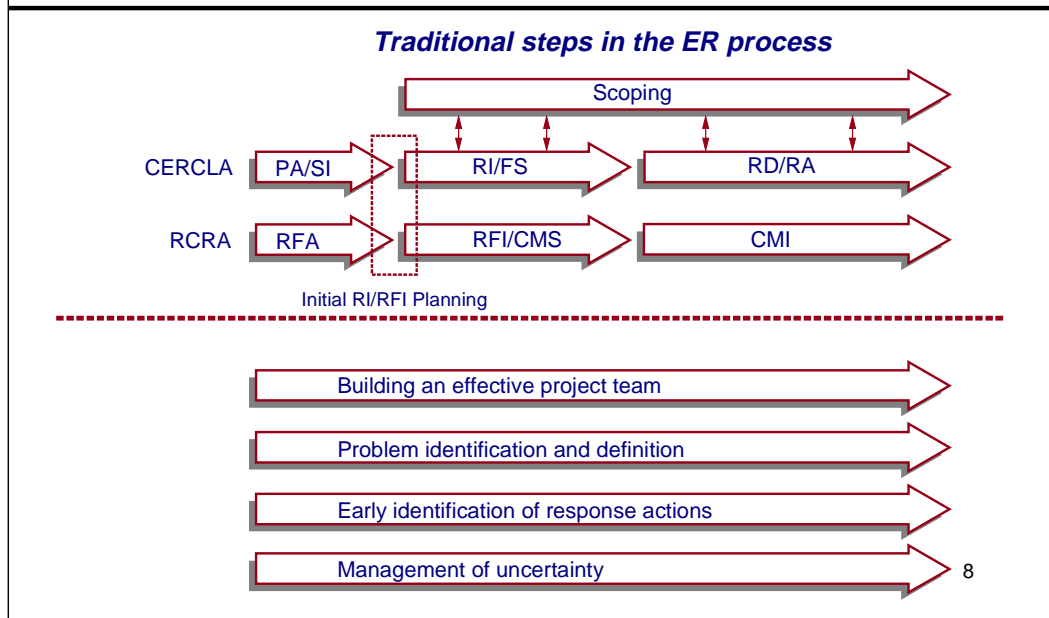 Traditional steps in the ER process
Scoping
CERCLA PA/SI RI/FS RD/RA
RCRA RFA RFI/CMS CMI
Initial RI/RFI Planning
Building an effective project team
Problem identification and definition
Early identification of response actions
Management of uncertainty
8